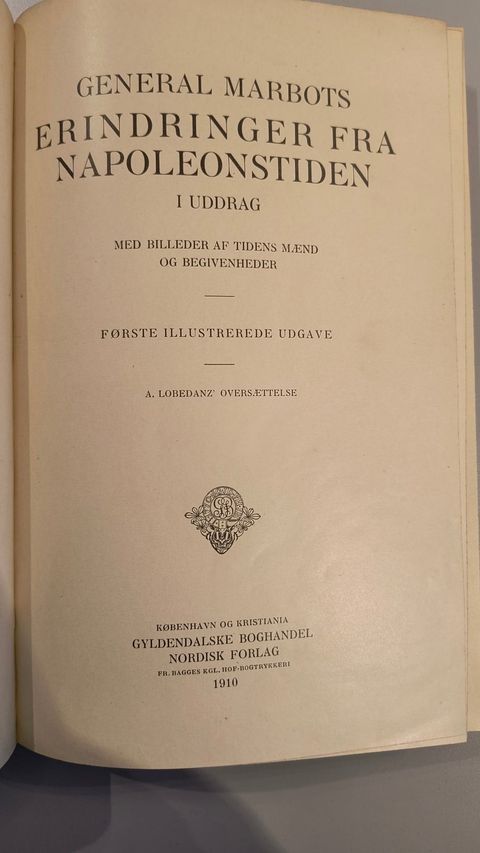 GENERAL MARBOTS
ERINDRINGER FRA
NAPOLEONSTIDEN
I UDDRAG
MED BILLEDER AF TIDENS MÆND
OG BEGIVENHEDER
FØRSTE ILLUSTREREDE UDGAVE
A. LOBEDANZ' OVERSÆTTELSE
KØBENHAVN OG KRISTIANIA
GYLDENDALSKE BOGHANDEL
NORDISK FORLAG
FR. BAGGES KGL. HOF-BOGTRYKKERI
1910